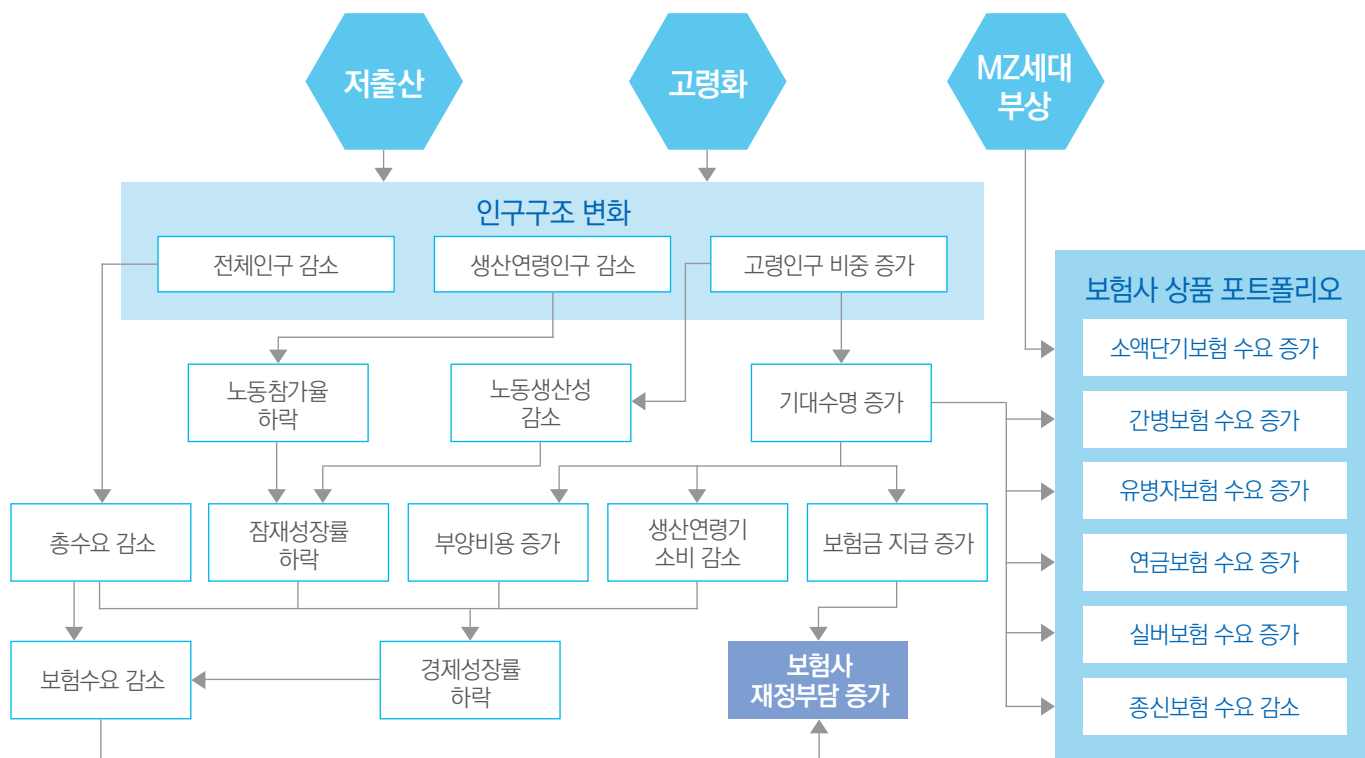 저출산
고령화
MZ세대
부상
인구구조 변화
전체인구 감소
생산연령인구 감소
고령인구 비중 증가
보험사 상품 포트폴리오
소액단기보험 수요 증가
간병보험 수요 증가
유병자보험 수요 증가
연금보험 수요 증가
실버보험 수요 증가
종신보험 수요 감소
노동참가율
하락
노동생산성
감소
기대수명 증가
총수요 감소
잠재성장률
하락
부양비용 증가
생산연령기
소비 감소
보험금 지급 증가
보험수요 감소
경제성장률
하락
보험사
재정부담 증가